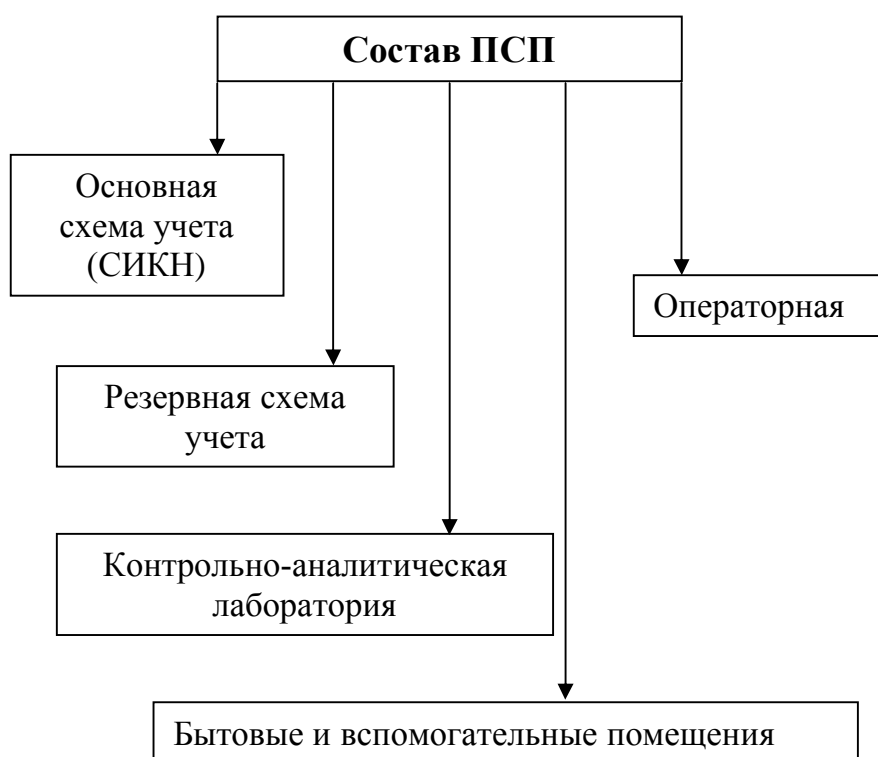 Состав ПСП
Основная
схема учета
(СИКН)
Операторная
Резервная схема
учета
Контрольно-аналитическая
лаборатория
Бытовые и вспомогательные помещения